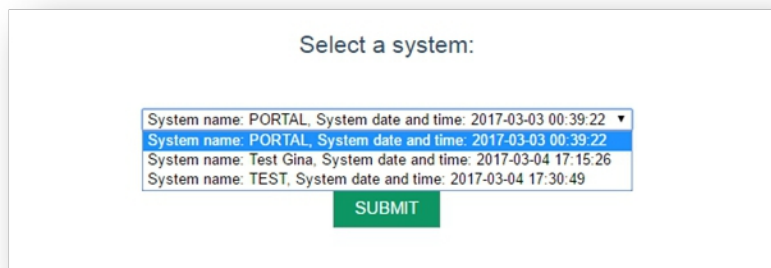 Select a system:
System name: PORTAL, System date and time: 2017-03-03 00:39:22
System name: PORTAL, System date and time: 2017-03-03 00:39:22
System name: Test Gina, System date and time: 2017-03-04 17:15:26
System name: TEST, System date and time: 2017-03-04 17:30:49
SUBMIT